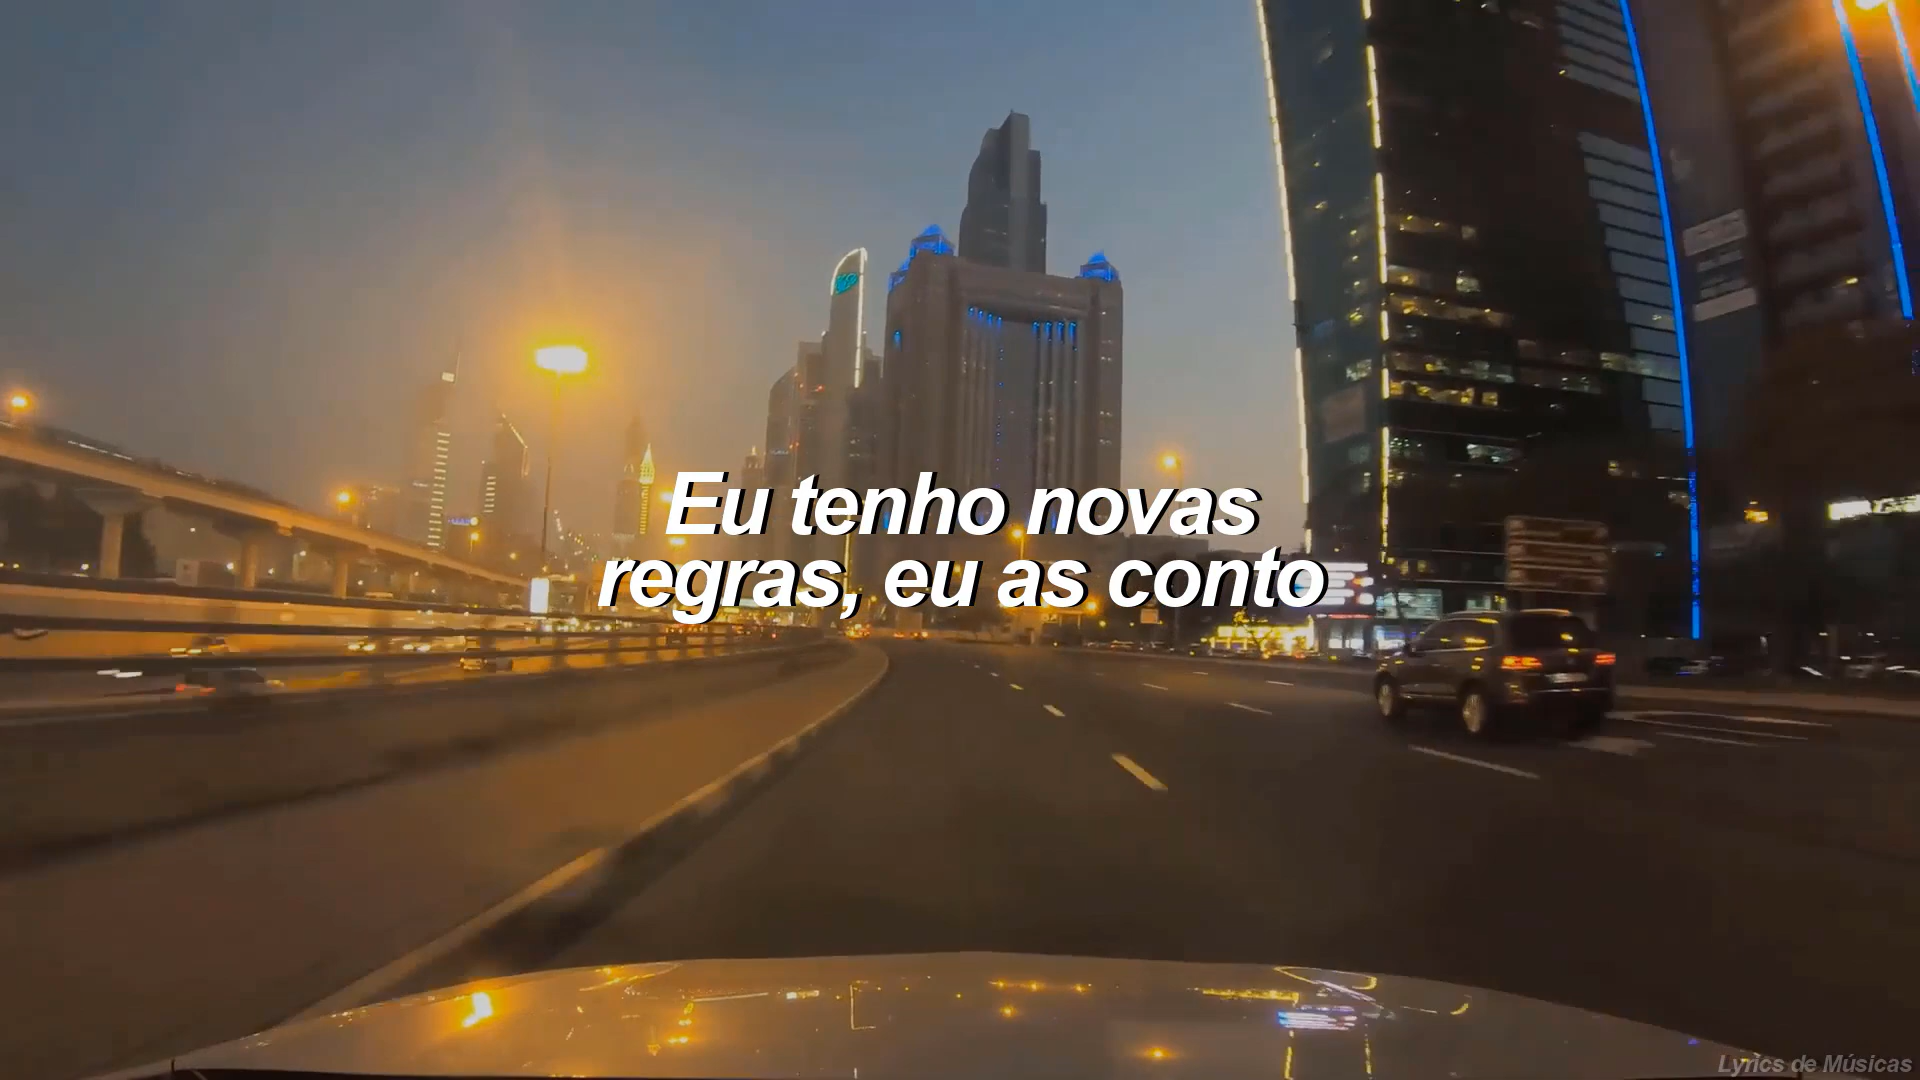 Eu tenho novas
regras, eu as conto
Lyrics de Músicas